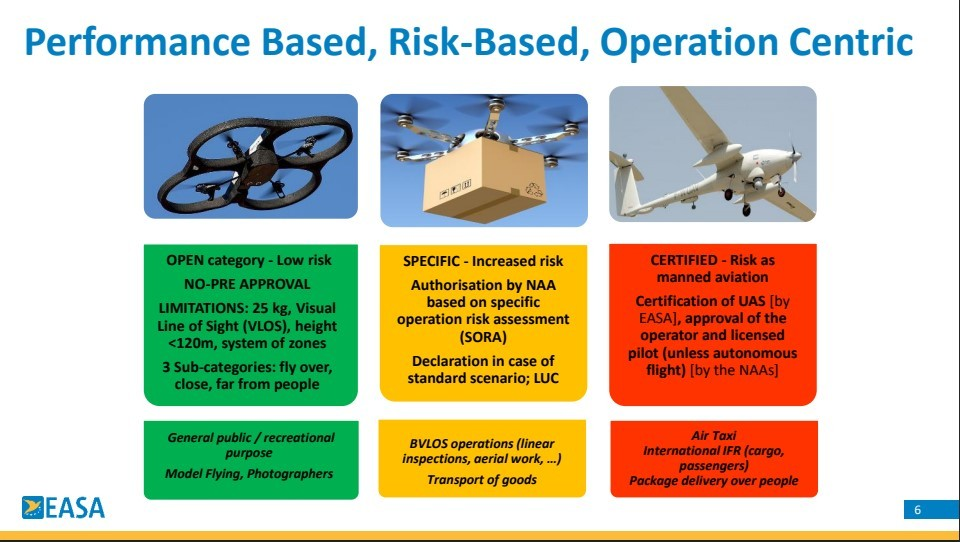 Performance Based, Risk-Based, Operation Centric
OPEN category - Low risk
NO-PRE APPROVAL
LIMITATIONS: 25 kg, Visual
Line of Sight (VLOS), height
<120m, system of zones
3 Sub-categories: fly over,
close, far from people
SPECIFIC - Increased risk
Authorisation by NAA
based on specific
operation risk assessment
(SORA)
Declaration in case of
standard scenario; LUC
CERTIFIED - Risk as
manned aviation
Certification of UAS [by
EASA], approval of the
operator and licensed
pilot (unless autonomous
flight) [by the NAAs]
General public / recreational
purpose
Model Flying, Photographers
BVLOS operations (linear
inspections, aerial work, …)
Transport of goods
Air Taxi
International IFR (cargo,
passengers)
Package delivery over people
EASA
6